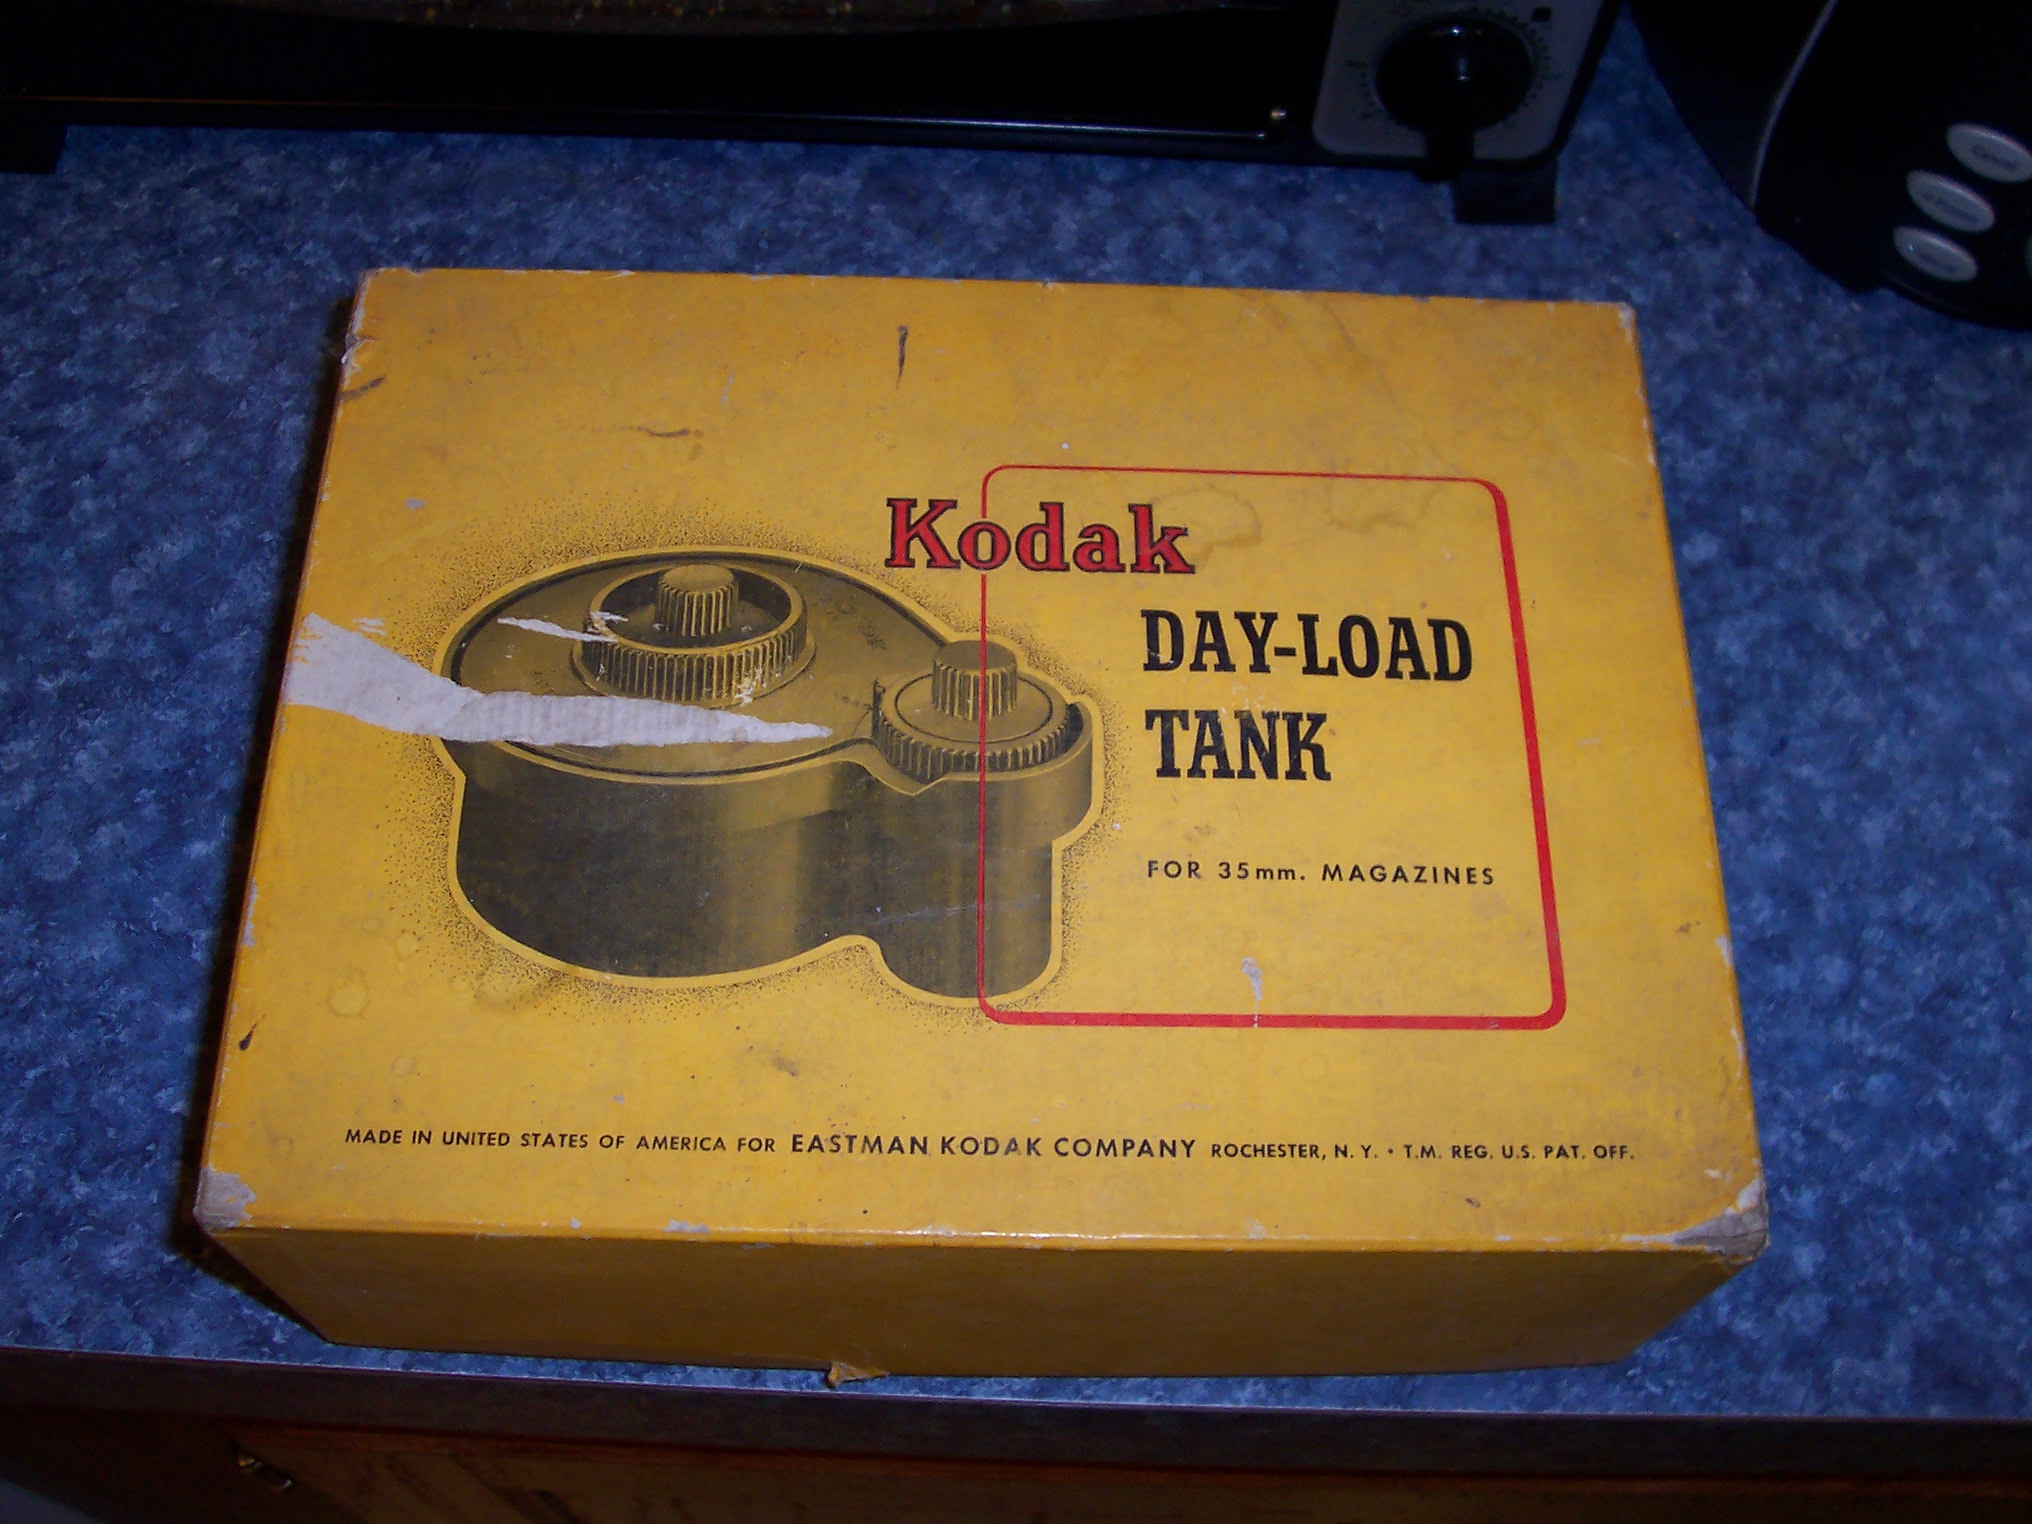 Kodak
DAY-LOAD
TANK
FOR 35mm. MAGAZINES
MADE IN UNITED STATES OF AMERICA FOR EASTMAN KODAK COMPANY ROCHESTER, N. Y. • T.M. REG. U.S. PAT. OFF.